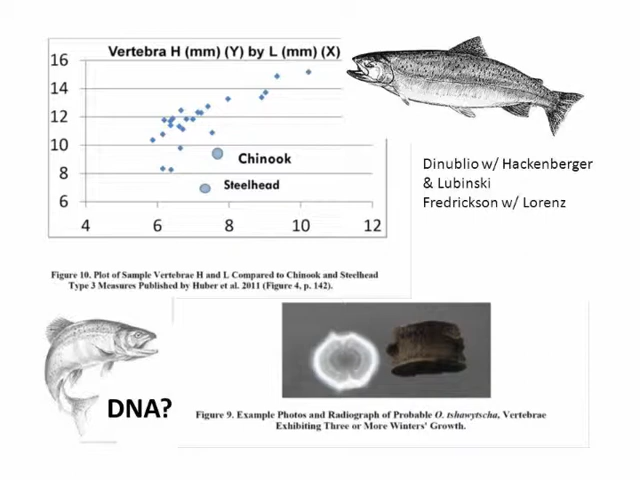 Vertebra H (mm) (Y) by L (mm) (X)
16
14
12
10
8
6
Chinook
Steelhead
4 6 8 10 12
Dinublio w/ Hackenberger
& Lubinski
Fredrickson w/ Lorenz
Figure 10. Plot of Sample Vertebrae H and L Compared to Chinook and Steelhead
Type 3 Measures Published by Huber et al. 2011 (Figure 4, p. 142).
DNA?
Figure 9. Example Photos and Radiograph of Probable O. tshawytscha, Vertebrae
Exhibiting Three or More Winters' Growth.